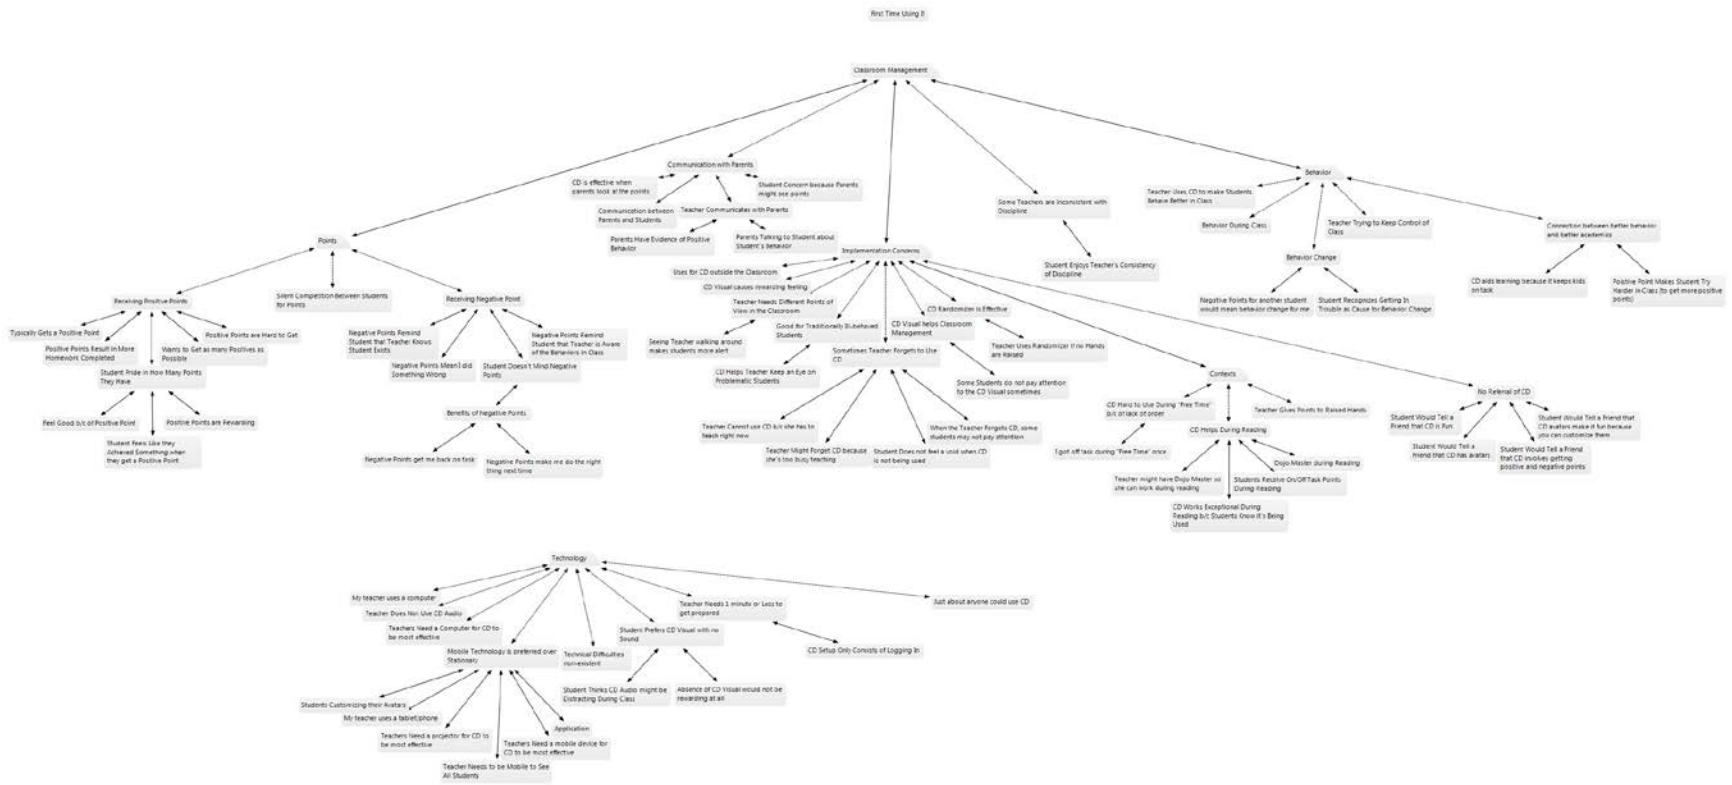 First Time Using It
Classroom Management
Communication with Parents
CD is effective when
parents look at the points
Student Concern because Parents
might see points
Communication between
Parents and Students
Teacher Communicates with Parents
Parents Have Evidence of Positive
Behavior
Parents Talking to Student about
Student's Behavior
Some Teachers are Inconsistent with
Discipline
Student Enjoys Teacher's Consistency
of Discipline
Behavior
Teacher Uses CD to make Students
Behave Better in Class
Behavior During Class
Teacher Trying to Keep Control of
Class
Behavior Change
Negative Points for another student
would mean behavior change for me
Student Recognizes Getting In
Trouble as Cause for Behavior Change
Connection between better behavior
and better academics
CD aids learning because it keeps kids
on task
Positive Point Makes Student Try
Harder in Class (to get more positive
points)
Points
Receiving Positive Points
Silent Competition Between Students
for Points
Receiving Negative Point
Typically Gets a Positive Point
Positive Points Result in More
Homework Completed
Student Pride in How Many Points
They Have
Wants to Get as many Positives as
Possible
Positive Points are Hard to Get
Feel Good b/c of Positive Point
Student Feels Like they
Achieved Something when
they get a Positive Point
Positive Points are Rewarding
Negative Points Remind
Student that Teacher Knows
Student Exists
Negative Points Mean I did
Something Wrong
Student Doesn't Mind Negative
Points
Negative Points Remind
Student that Teacher is Aware
of the Behaviors in Class
Benefits of Negative Points
Negative Points get me back on task
Negative Points make me do the right
thing next time
Implementation Concerns
Uses for CD outside the Classroom
CD Visual causes rewarding feeling
Teacher Needs Different Points of
View in the Classroom
Seeing Teacher walking around
makes students more alert
Good for Traditionally Ill-behaved
Students
CD Helps Teacher Keep an Eye on
Problematic Students
Sometimes Teacher Forgets to Use
CD
Teacher Cannot use CD b/c she has to
teach right now
Teacher Might Forget CD because
she's too busy teaching
Student Does not feel a void when CD
is not being used
When the Teacher Forgets CD, some
students may not pay attention
CD Visual helps Classroom
Management
Some Students do not pay attention
to the CD Visual sometimes
CD Randomizer is Effective
Teacher Uses Randomizer if no Hands
are Raised
Contexts
CD Hard to Use During "Free Time"
b/c of lack of order
I got off task during "Free Time" once
CD Helps During Reading
Teacher Gives Points to Raised Hands
Teacher might have Dojo Master so
she can work during reading
CD Works Exceptional During
Reading b/c Students Know it's Being
Used
Students Receive On/Off Task Points
During Reading
Dojo Master during Reading
No Referral of CD
Student Would Tell a
Friend that CD is Fun
Student Would Tell a
Friend that CD has avatars
Student Would Tell a Friend
that CD involves getting
positive and negative points
Student Would Tell a Friend that
CD avatars make it fun because
you can customize them
Technology
My teacher uses a computer
Teacher Does Not Use CD Audio
Teachers Need a Computer for CD to
be most effective
Mobile Technology is preferred over
Stationary
Technical Difficulties
non-existent
Student Prefers CD Visual with no
Sound
Teacher Needs 1 minute or Less to
get prepared
Just about anyone could use CD
CD Setup Only Consists of Logging In
Student Thinks CD Audio might be
Distracting During Class
Absence of CD Visual would not be
rewarding at all
Students Customizing their Avatars
My teacher uses a tablet/phone
Teachers Need a projector for CD to
be most effective
Teacher Needs to be Mobile to See
All Students
Teachers Need a mobile device for
CD to be most effective
Application